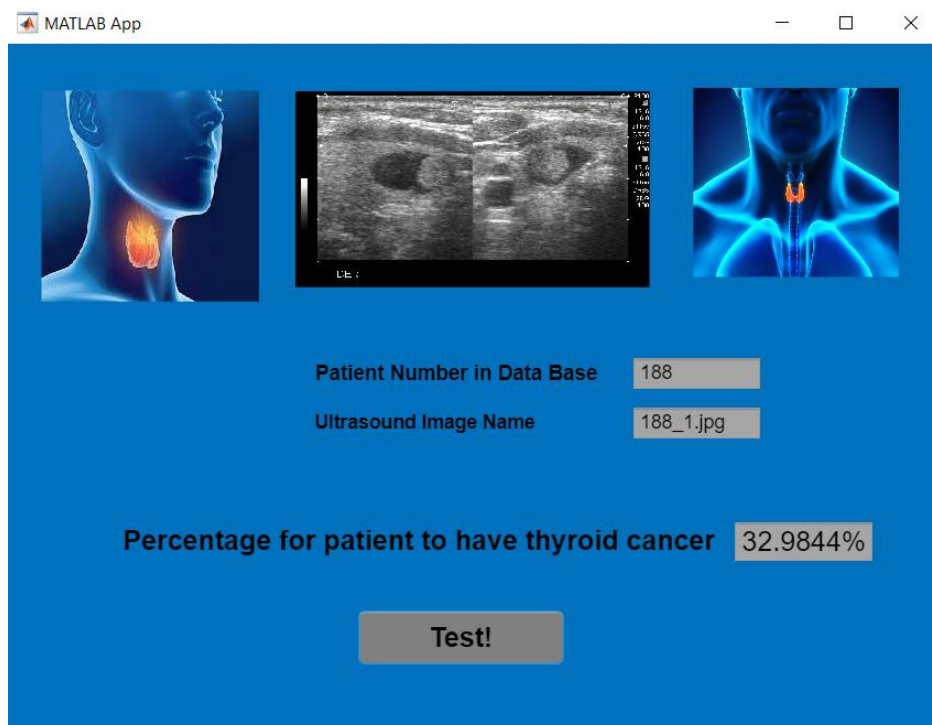 MATLAB App
Patient Number in Data Base 188
Ultrasound Image Name 188_1.jpg
Percentage for patient to have thyroid cancer 32.9844%
Test!